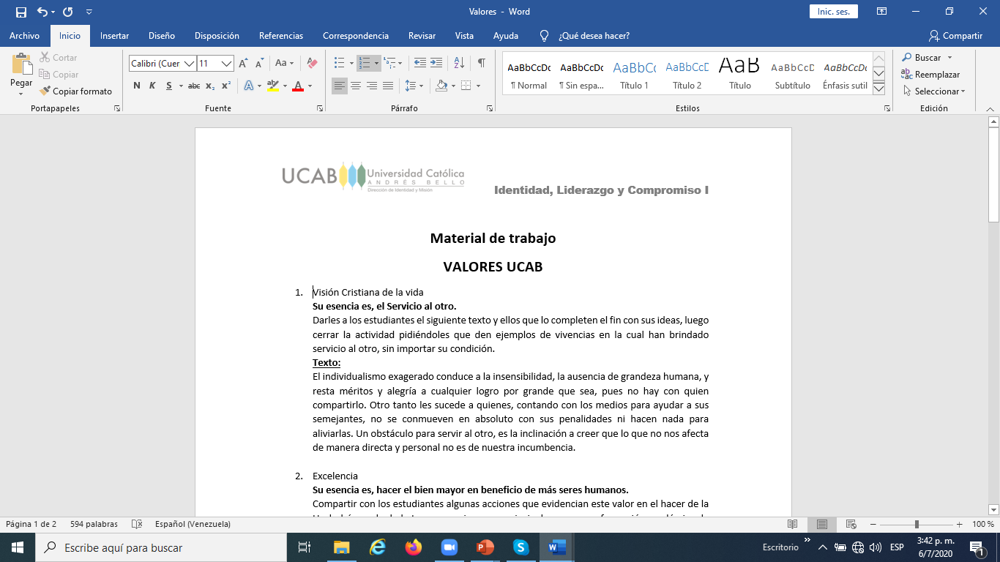 Valores - Word
Inic. ses.
Archivo Inicio Insertar Diseño Disposición Referencias Correspondencia Revisar Vista Ayuda ¿Qué desea hacer? Compartir
Pegar
Cortar
Copiar
Copiar formato
Portapapeles
Calibri (Cuer 11
Aa
N K S abc x₂ x²
A A
Fuente
Párrafo
AaBbCcDc AaBbCcDc AaBbCc AaBbCcD AaB AaBbCcD AaBbCcDc
¶ Normal ¶ Sin espa... Título 1 Título 2 Título Subtítulo Énfasis sutil
Estilos
Buscar
Reemplazar
Seleccionar
Edición
UCAB Universidad Católica
ANDRÉS BELLO
Dirección de Identidad y Misión
Identidad, Liderazgo y Compromiso I
Material de trabajo
VALORES UCAB
1. Visión Cristiana de la vida
Su esencia es, el Servicio al otro.
Darles a los estudiantes el siguiente texto y ellos que lo completen el fin con sus ideas, luego
cerrar la actividad pidiéndoles que den ejemplos de vivencias en la cual han brindado
servicio al otro, sin importar su condición.
Texto:
El individualismo exagerado conduce a la insensibilidad, la ausencia de grandeza humana, y
resta méritos y alegría a cualquier logro por grande que sea, pues no hay con quien
compartirlo. Otro tanto les sucede a quienes, contando con los medios para ayudar a sus
semejantes, no se conmueven en absoluto con sus penalidades ni hacen nada para
aliviarlas. Un obstáculo para servir al otro, es la inclinación a creer que lo que no nos afecta
de manera directa y personal no es de nuestra incumbencia.
2. Excelencia
Su esencia es, hacer el bien mayor en beneficio de más seres humanos.
Compartir con los estudiantes algunas acciones que evidencian este valor en el hacer de la
Página 1 de 2 594 palabras Español (Venezuela) 100 %
Escribe aquí para buscar
Escritorio
ESP
3:42 p. m.
6/7/2020
1